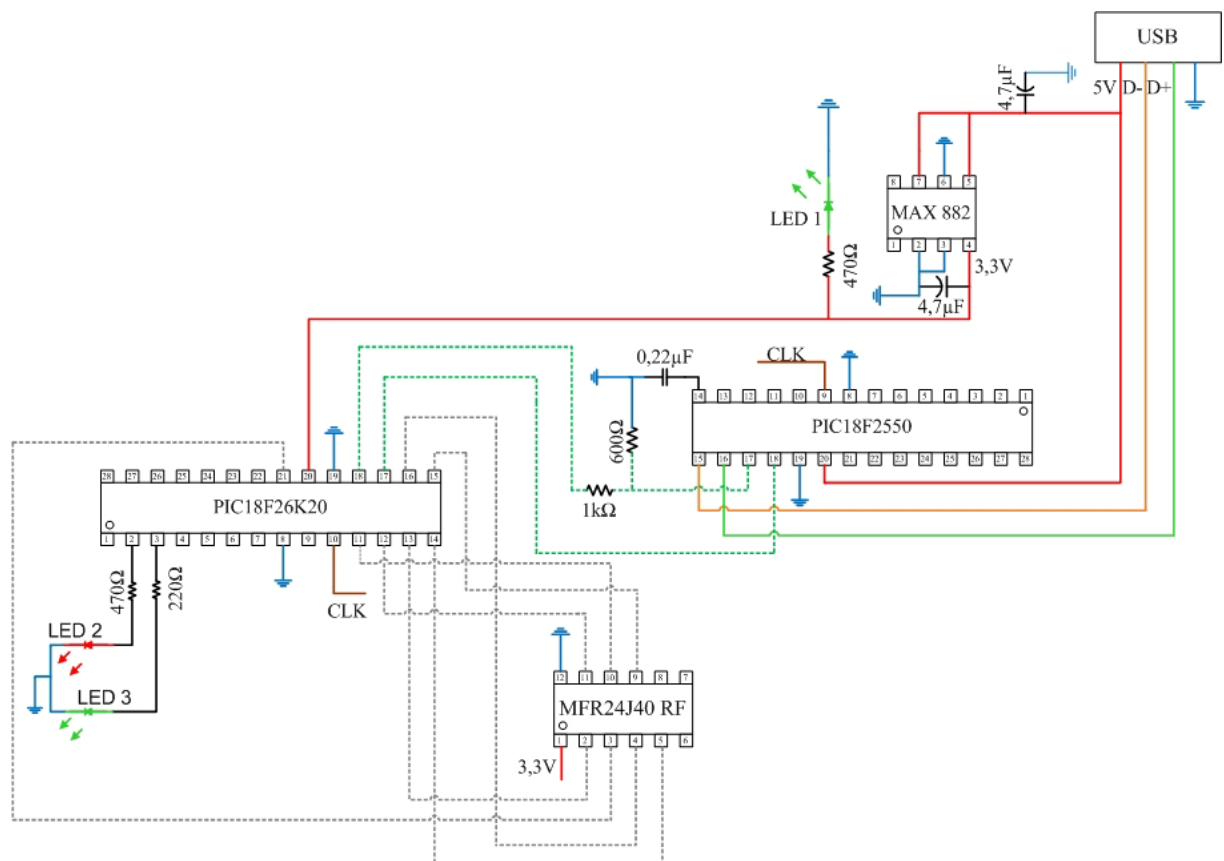 USB
5V D- D+
4,7µF
8 7 6 5
MAX 882
1 2 3 4
3,3V
4,7µF
LED 1
470Ω
0,22µF
CLK
14 13 12 11 10 9 8 7 6 5 4 3 2 1
PIC18F2550
15 16 17 18 19 20 21 22 23 24 25 26 27 28
600Ω
1kΩ
28 27 26 25 24 23 22 21 20 19 18 17 16 15
PIC18F26K20
1 2 3 4 5 6 7 8 9 10 11 12 13 14
470Ω
220Ω
CLK
LED 2
LED 3
12 11 10 9 8 7
MFR24J40 RF
1 2 3 4 5 6
3,3V